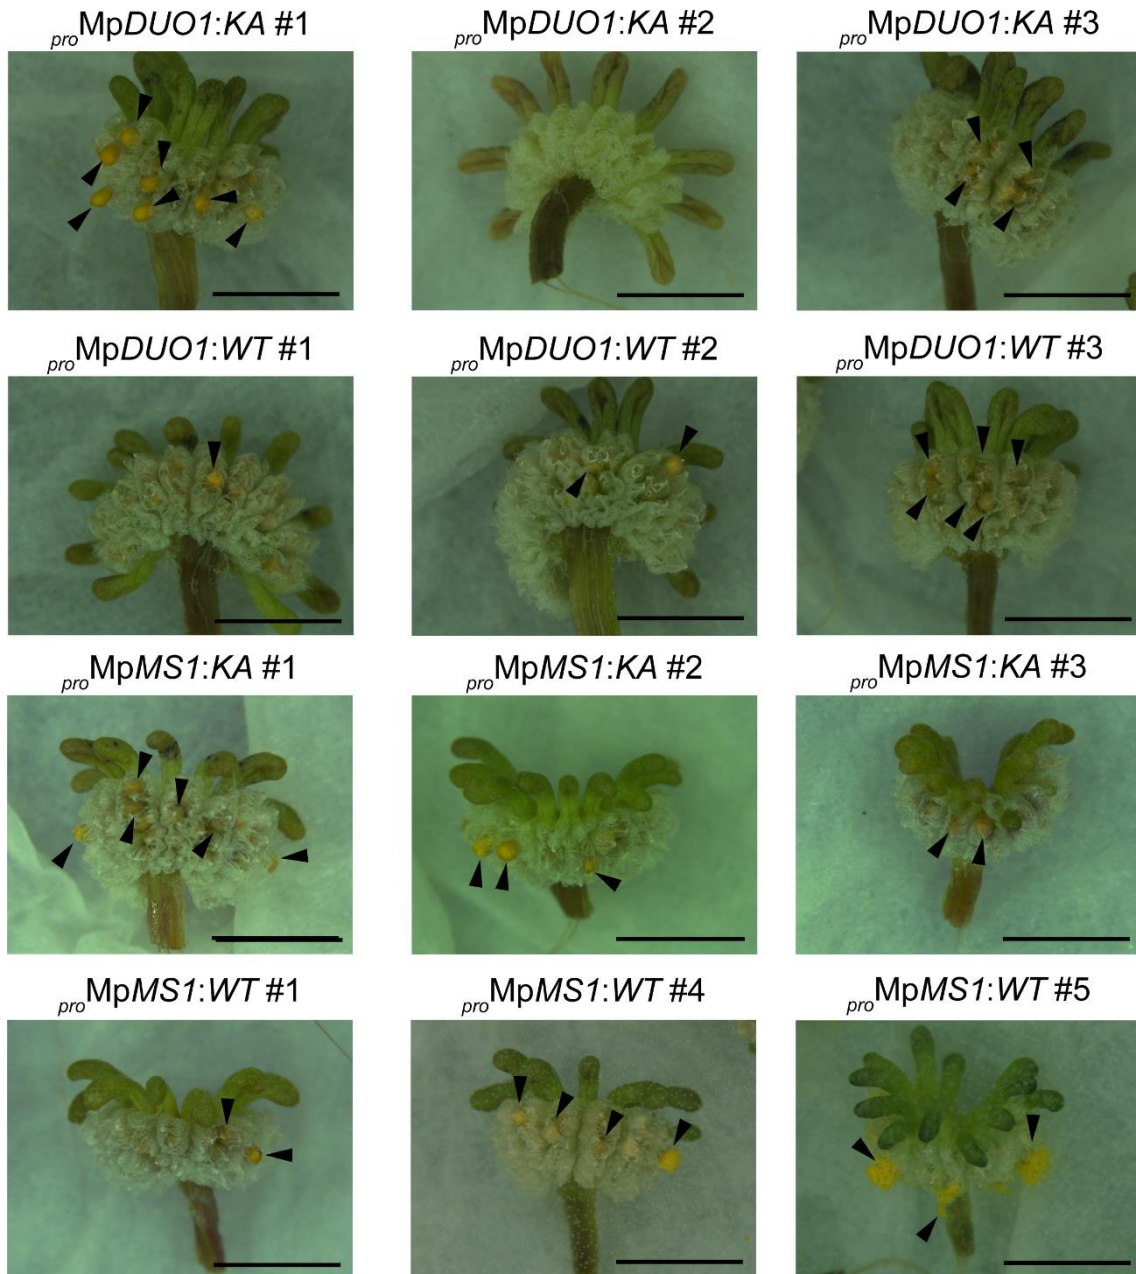 proMpDUO1:KA #1
proMpDUO1:KA #2
proMpDUO1:KA #3
proMpDUO1:WT #1
proMpDUO1:WT #2
proMpDUO1:WT #3
proMpMS1:KA #1
proMpMS1:KA #2
proMpMS1:KA #3
proMpMS1:WT #1
proMpMS1:WT #4
proMpMS1:WT #5